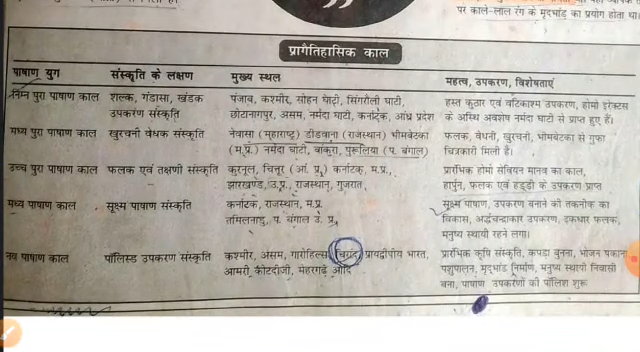 पर काले-लाल रंग के मृदभांड का प्रयोग होता था।
प्रागैतिहासिक काल
पाषाण युग संस्कृति के लक्षण मुख्य स्थल महत्व, उपकरण, विशेषताएं
निम्न पुरा पाषाण काल शल्क, गंडासा, खंडक पंजाब, कश्मीर, सोहन घाटी, सिंगरौली घाटी, हस्त कुठार एवं वटिकाश्म उपकरण, होमो इरेक्टस
उपकरण संस्कृति छोटानागपुर, असम, नर्मदा घाटी, कर्नाटक, आंध्र प्रदेश के अस्थि अवशेष नर्मदा घाटी से प्राप्त हुए हैं।
मध्य पुरा पाषाण काल खुरचनी वेधक संस्कृति नेवासा (महाराष्ट्र) डीडवाना (राजस्थान) भीमबेटका फलक, वेधनी, खुरचनी, भीमबेटका से गुफा
(म.प्र.) नर्मदा घाटी, बांकुरा, पुरूलिया (प. बंगाल) चित्रकारी मिली है।
उच्च पुरा पाषाण काल फलक एवं तक्षणी संस्कृति कुरनूल, चित्तूर (आं. प्र.) कर्नाटक, म.प्र., प्रारंभिक होमो सेपियन मानव का काल,
झारखण्ड, उ.प्र., राजस्थान, गुजरात, हार्पून, फलक एवं हड्डी के उपकरण प्राप्त
मध्य पाषाण काल सूक्ष्म पाषाण संस्कृति कर्नाटक, राजस्थान, म.प्र. सूक्ष्म पाषाण, उपकरण बनाने की तकनीक का
तमिलनाडु, प. बंगाल उ. प्र. विकास, अर्द्धचन्द्राकार उपकरण, इकधार फलक,
मनुष्य स्थायी रहने लगा।
नव पाषाण काल पॉलिस्ड उपकरण संस्कृति कश्मीर, असम, गारोहिल्स, चिरांद, प्रायद्वीपीय भारत, प्रारंभिक कृषि संस्कृति, कपड़ा बुनना, भोजन पकाना
आमरी, कोटदीजी, मेहरगढ़ आदि पशुपालन, मृदभांड निर्माण, मनुष्य स्थायी निवासी
बना, पाषाण उपकरणों की पॉलिश शुरू